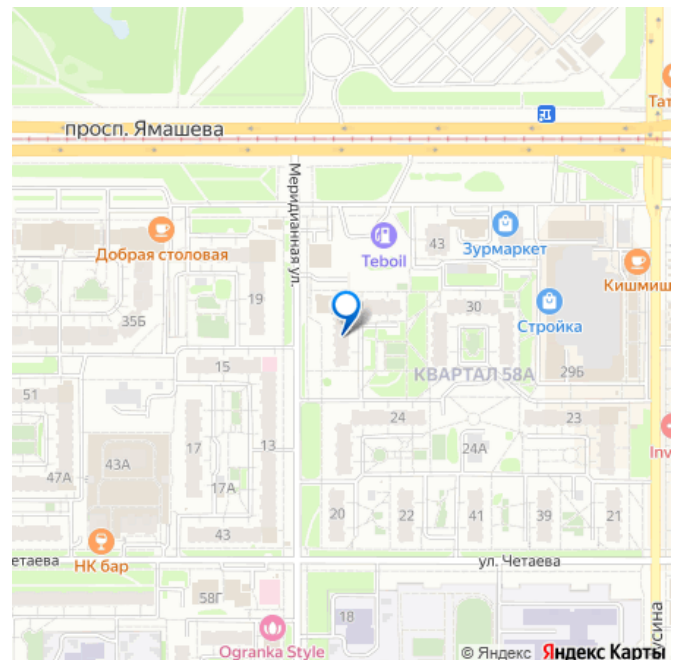 Тат
просп. Ямашева
Меридианная ул.
Добрая столовая
Teboil
43
Зурмаркет
Кишмиш
19
35Б
30
Стройка
15
КВАРТАЛ 58А
29Б
51
24
23
17
13
24А
Inv
43А
47А
17А
20
22
41
39
21
43
етаева
НК бар
ул. Четаева
58Г
18
Ogranka Style
усина
© Яндекс Яндекс Карты